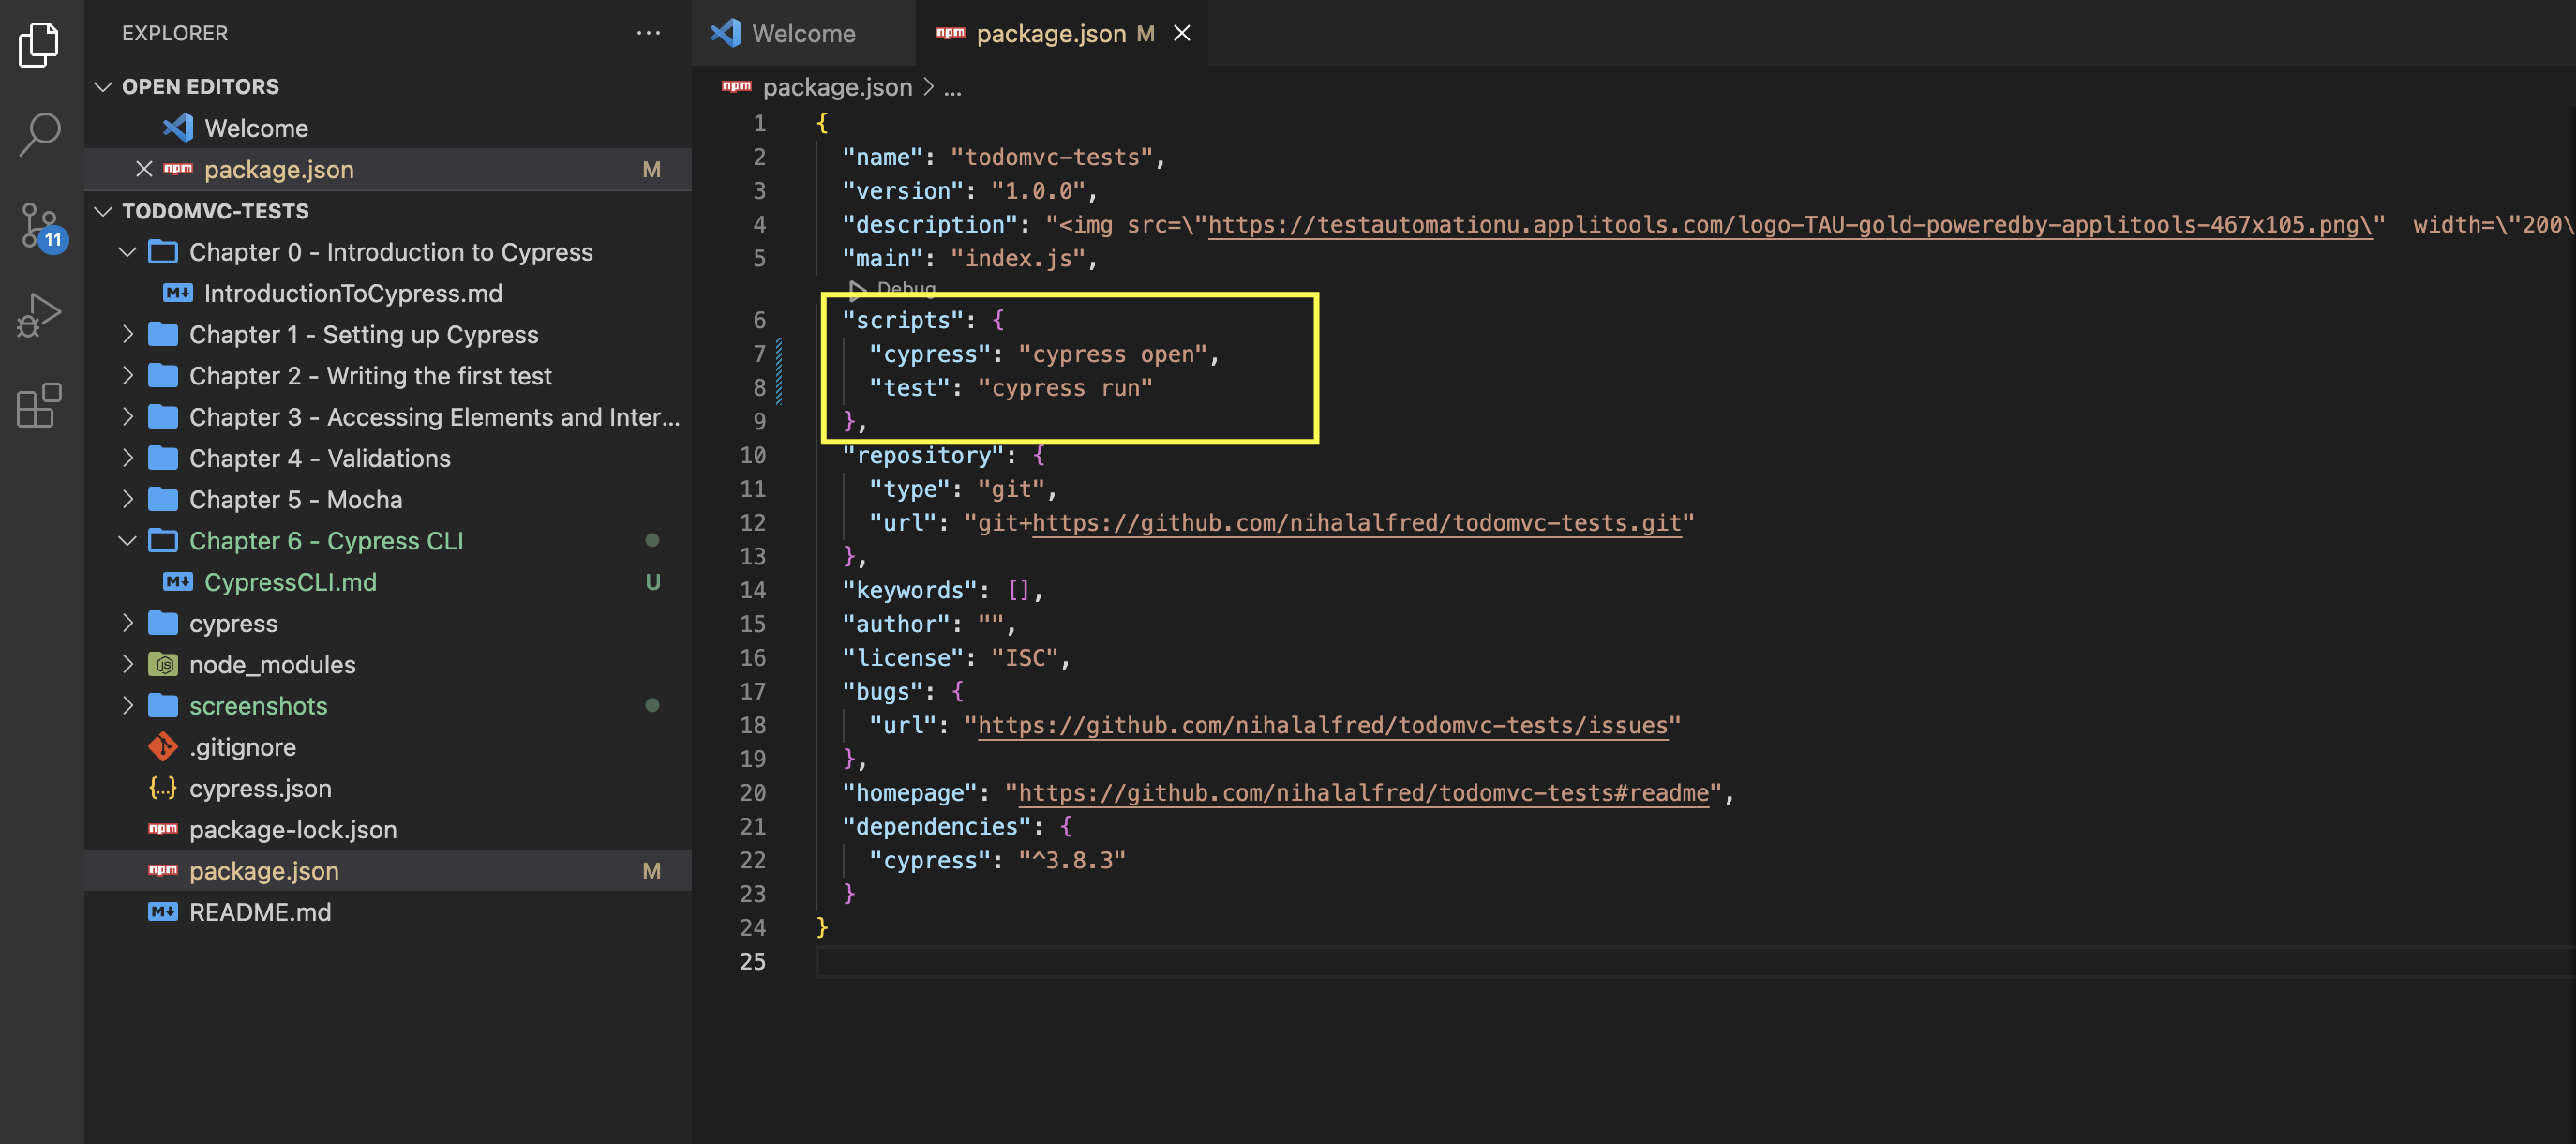 EXPLORER
OPEN EDITORS
Welcome
package.json M
TODOMVC-TESTS
Chapter 0 - Introduction to Cypress
IntroductionToCypress.md
Chapter 1 - Setting up Cypress
Chapter 2 - Writing the first test
Chapter 3 - Accessing Elements and Inter...
Chapter 4 - Validations
Chapter 5 - Mocha
Chapter 6 - Cypress CLI
CypressCLI.md U
cypress
node_modules
screenshots
.gitignore
cypress.json
package-lock.json
package.json M
README.md
11
Welcome
npm package.json M
npm package.json > ...
1 {
2 "name": "todomvc-tests",
3 "version": "1.0.0",
4 "description": "<img src=\"https://testautomationu.applitools.com/logo-TAU-gold-poweredby-applitools-467x105.png\"  width=\"200\
5 "main": "index.js",
Debug
6 "scripts": {
7 "cypress": "cypress open",
8 "test": "cypress run"
9 },
10 "repository": {
11 "type": "git",
12 "url": "git+https://github.com/nihalalfred/todomvc-tests.git"
13 },
14 "keywords": [],
15 "author": "",
16 "license": "ISC",
17 "bugs": {
18 "url": "https://github.com/nihalalfred/todomvc-tests/issues"
19 },
20 "homepage": "https://github.com/nihalalfred/todomvc-tests#readme",
21 "dependencies": {
22 "cypress": "^3.8.3"
23 }
24 }
25